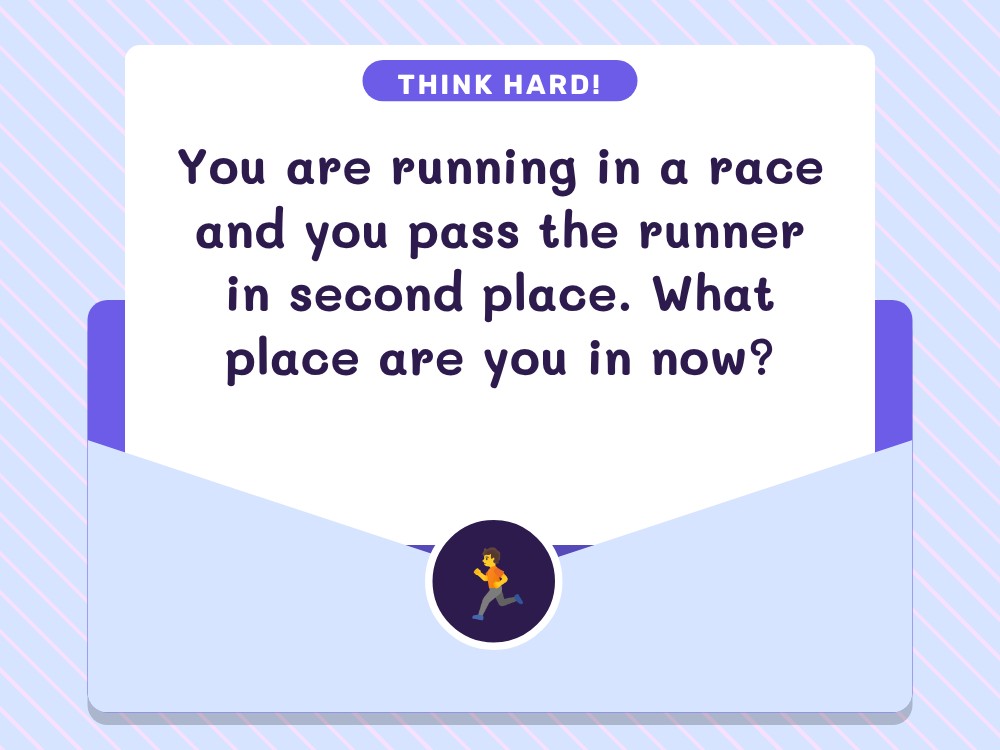 THINK HARD!
You are running in a race
and you pass the runner
in second place. What
place are you in now?